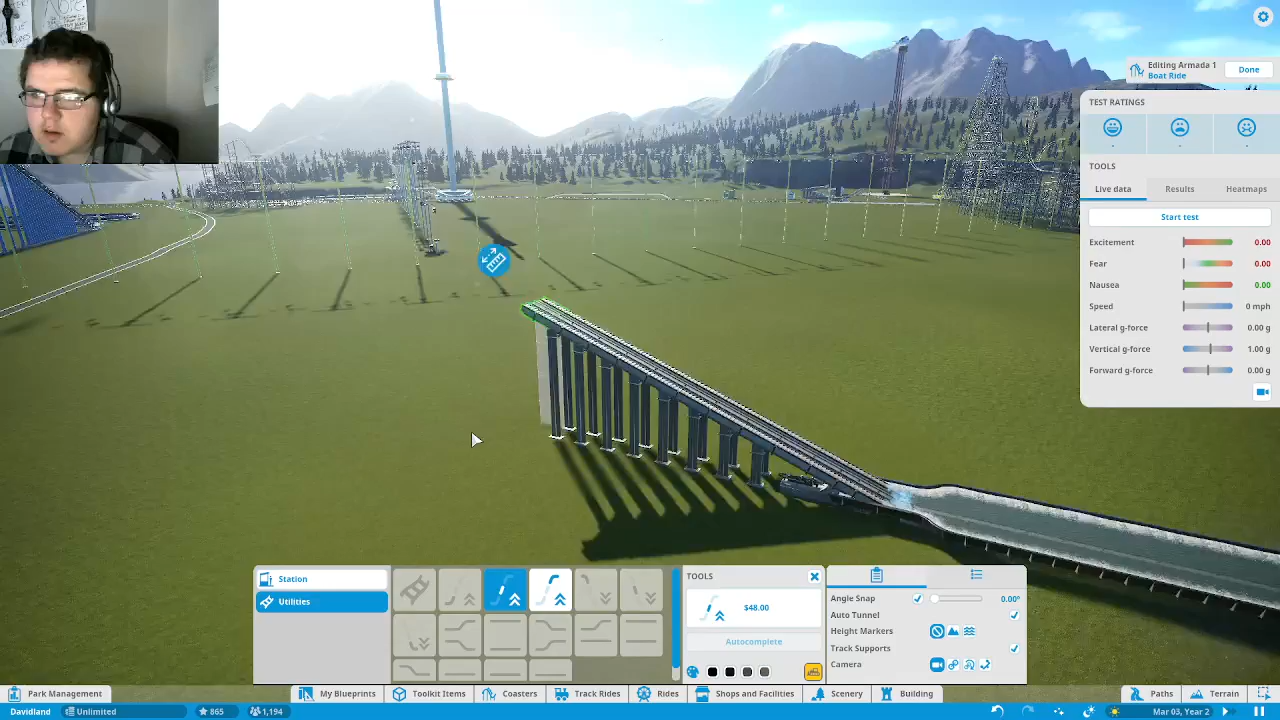 Editing Armada 1
Boat Ride
Done
TEST RATINGS
- - -
TOOLS
Live data Results Heatmaps
Start test
Excitement 0.00
Fear 0.00
Nausea 0.00
Speed 0 mph
Lateral g-force 0.00 g
Vertical g-force 1.00 g
Forward g-force 0.00 g
Station
Utilities
TOOLS
$48.00
Autocomplete
Angle Snap 0.00°
Auto Tunnel
Height Markers
Track Supports
Camera
Park Management My Blueprints Toolkit Items Coasters Track Rides Rides Shops and Facilities Scenery Building Paths Terrain
Davidland Unlimited 865 1,194 Mar 03, Year 2